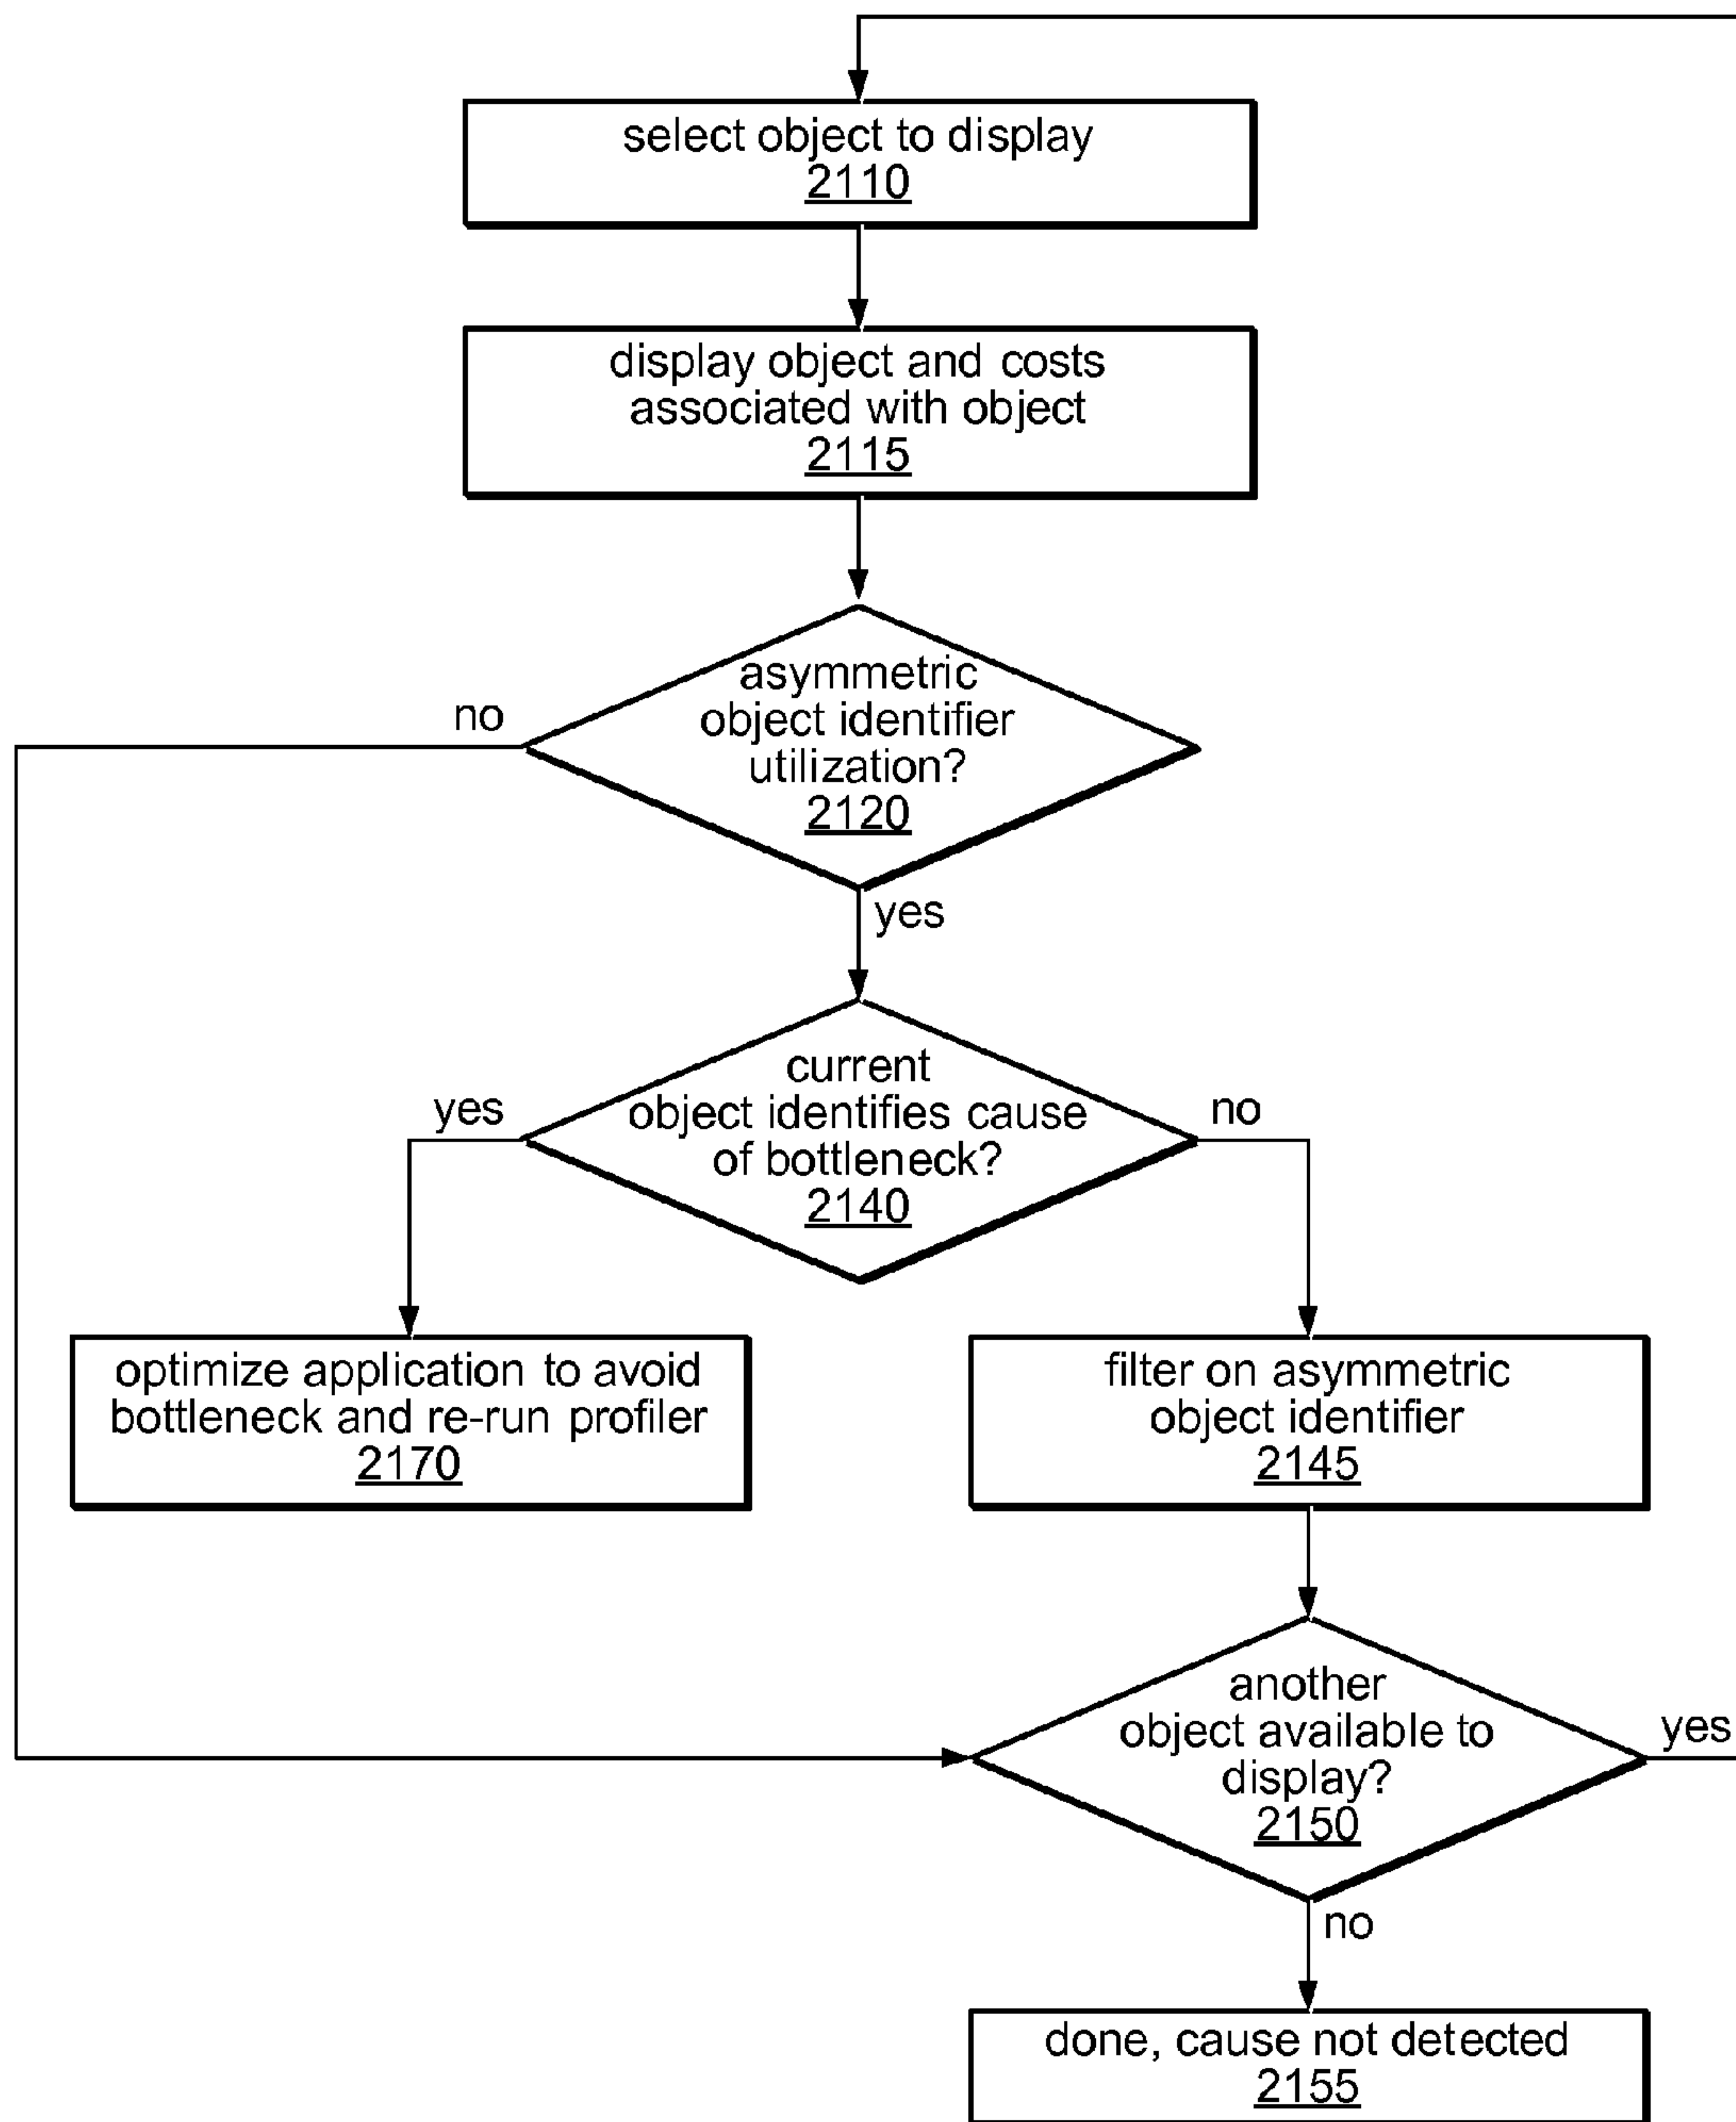 select object to display
2110
display object and costs
associated with object
2115
asymmetric
object identifier
utilization?
2120
no
yes
current
object identifies cause
of bottleneck?
2140
yes
no
optimize application to avoid
bottleneck and re-run profiler
2170
filter on asymmetric
object identifier
2145
another
object available to
display?
2150
yes
no
done, cause not detected
2155